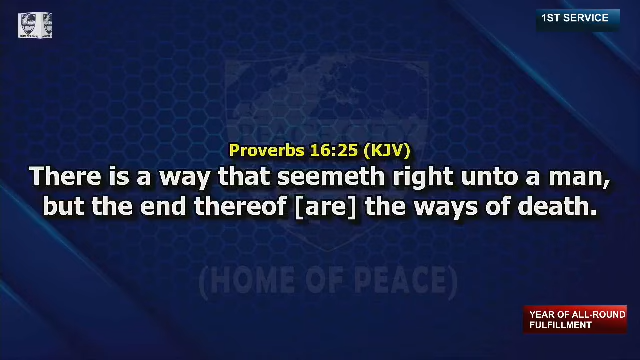 1ST SERVICE
Proverbs 16:25 (KJV)
There is a way that seemeth right unto a man,
but the end thereof [are] the ways of death.
(HOME OF PEACE)
YEAR OF ALL-ROUND
FULFILLMENT